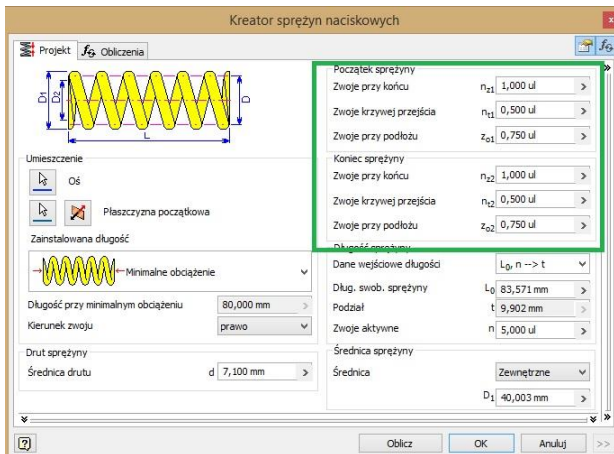 Kreator sprężyn naciskowych
Projekt
Obliczenia
D1
D2
D
L
Umieszczenie
Oś
Płaszczyzna początkowa
Zainstalowana długość
Minimalne obciążenie
Długość przy minimalnym obciążeniu 80,000 mm
Kierunek zwoju prawo
Drut sprężyny
Średnica drutu d 7,100 mm
Początek sprężyny
Zwoje przy końcu nz1 1,000 ul
Zwoje krzywej przejścia nt1 0,500 ul
Zwoje przy podłożu zo1 0,750 ul
Koniec sprężyny
Zwoje przy końcu nz2 1,000 ul
Zwoje krzywej przejścia nt2 0,500 ul
Zwoje przy podłożu zo2 0,750 ul
Długość sprężyny
Dane wejściowe długości L0, n --> t
Dług. swob. sprężyny L0 83,571 mm
Podział t 9,902 mm
Zwoje aktywne n 5,000 ul
Średnica sprężyny
Średnica Zewnętrzne
D1 40,003 mm
Oblicz
OK
Anuluj
>>